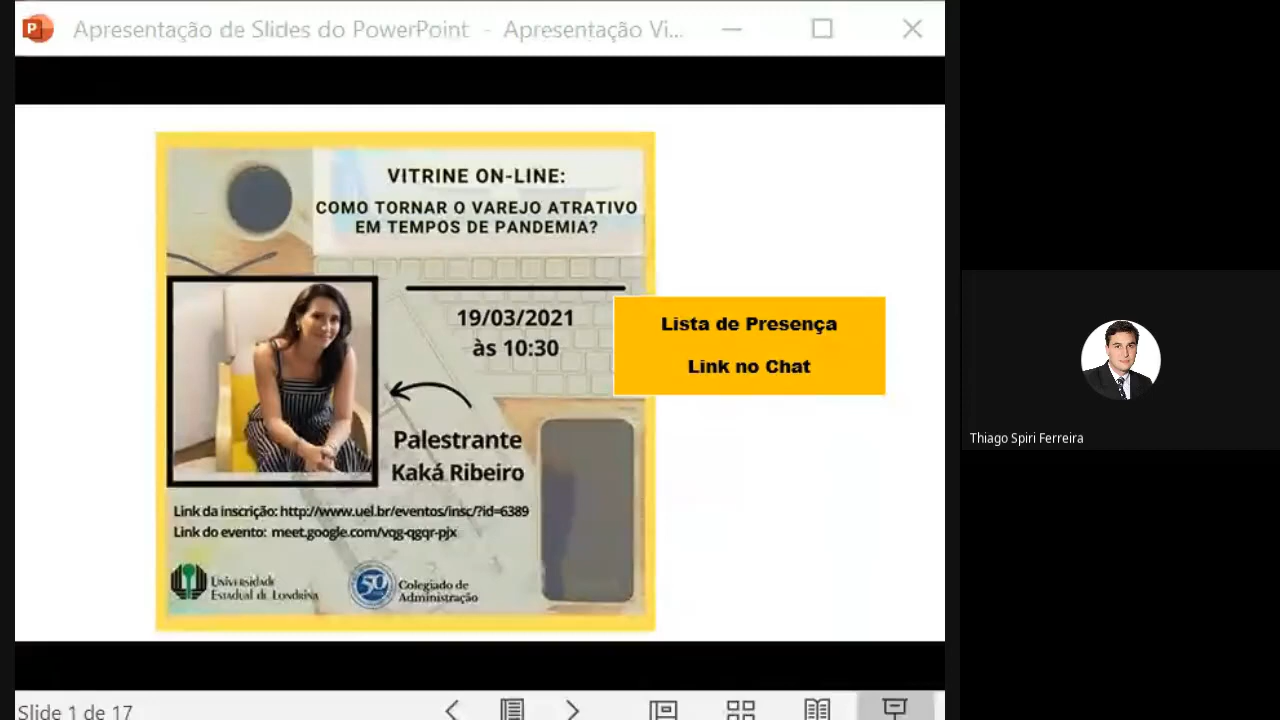 Apresentação de Slides do PowerPoint - Apresentação Vi...
VITRINE ON-LINE:
COMO TORNAR O VAREJO ATRATIVO
EM TEMPOS DE PANDEMIA?
19/03/2021
às 10:30
Lista de Presença
Link no Chat
Palestrante
Kaká Ribeiro
Link da inscrição: http://www.uel.br/eventos/insc/?id=6389
Link do evento: meet.google.com/vqg-qgqr-pjx
Universidade
Estadual de Londrina
50
Colegiado de
Administração
Thiago Spiri Ferreira
Slide 1 de 17